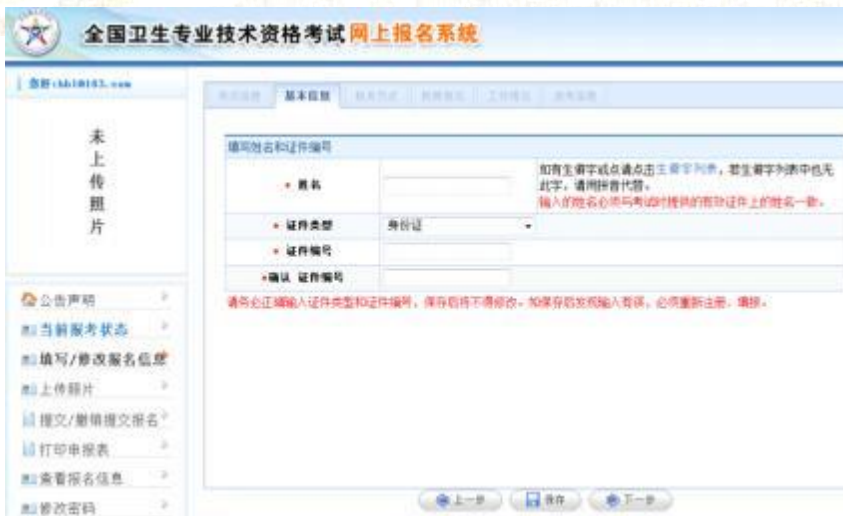 全国卫生专业技术资格考试网上报名系统
基本信息
未上传照片
填写姓名和证件编号
* 姓名
如有生僻字或点请点击生僻字列表，若生僻字列表中也无
此字，请用拼音代替。
输入的姓名必须与考试时提供的有效证件上的姓名一致。
* 证件类型 身份证
* 证件编号
*确认 证件编号
请务必正确输入证件类型和证件编号，保存后将不得修改。如保存后发现输入有误，必须重新注册、填报。
公告声明
当前报考状态
填写/修改报名信息
上传照片
提交/撤销提交报名
打印申报表
查看报名信息
修改密码
上一步 保存 下一步